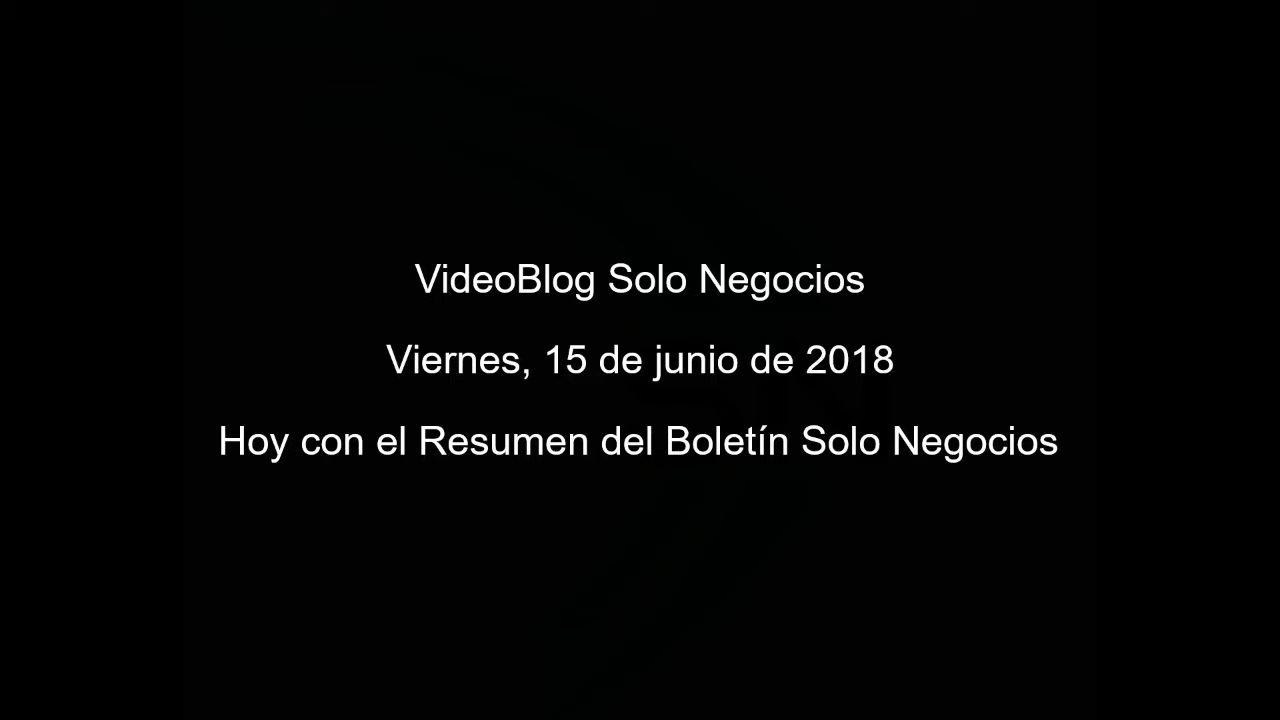 VideoBlog Solo Negocios
Viernes, 15 de junio de 2018
Hoy con el Resumen del Boletín Solo Negocios